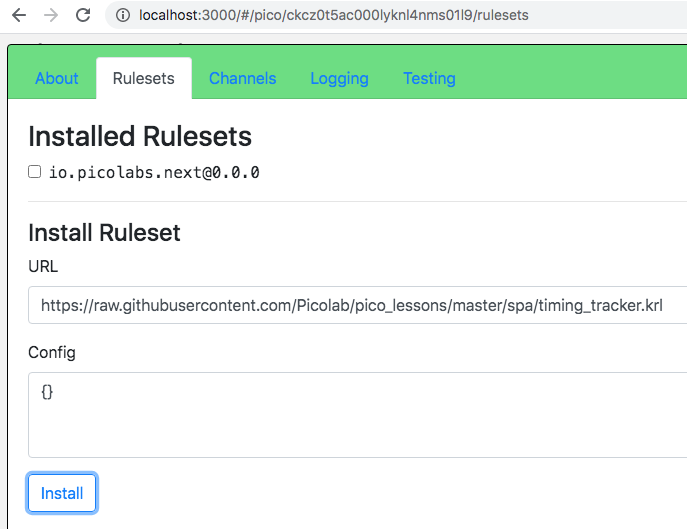 localhost:3000/#/pico/ckcz0t5ac000lyknl4nms01l9/rulesets
About Rulesets Channels Logging Testing
Installed Rulesets
io.picolabs.next@0.0.0
Install Ruleset
URL
https://raw.githubusercontent.com/Picolab/pico_lessons/master/spa/timing_tracker.krl
Config
{}
Install